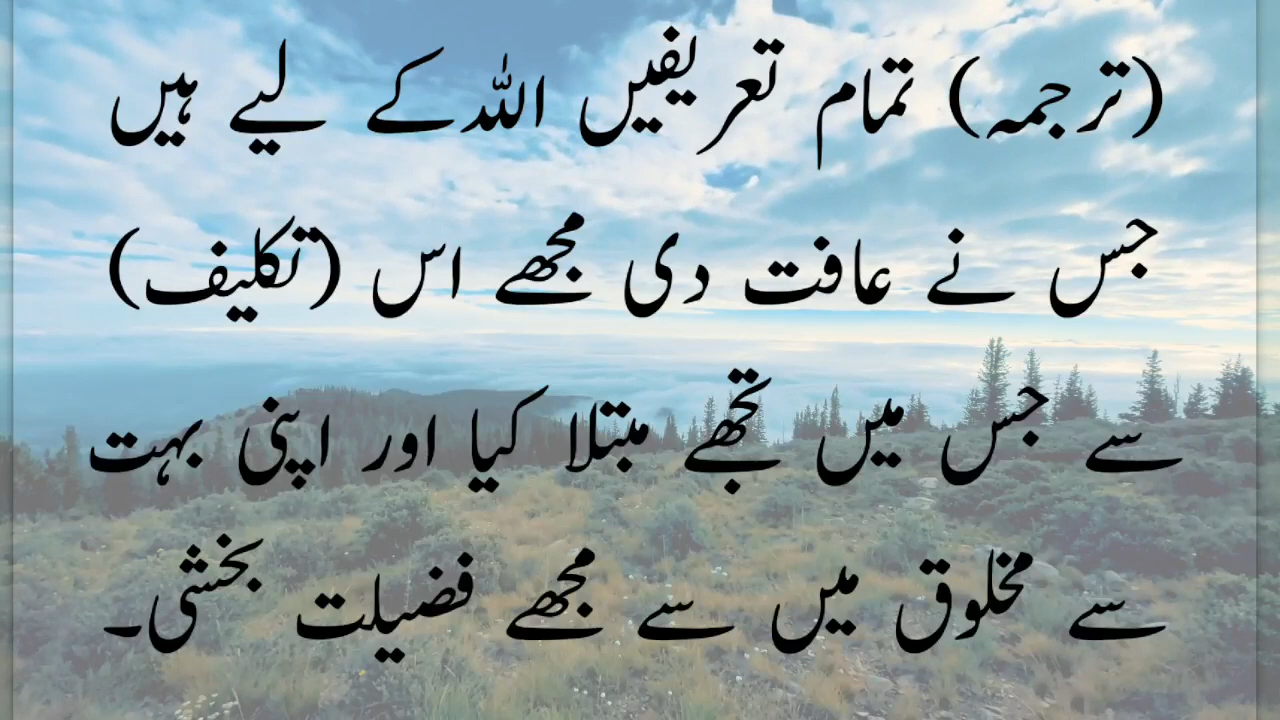 (ترجمہ) تمام تعریفیں اللہ کے لیے ہیں
جس نے عافت دی مجھے اس (تکلیف)
سے جس میں تجھے مبتلا کیا اور اپنی بہت
سے مخلوق میں سے مجھے فضیلت بخشی۔